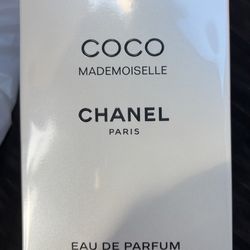 COCO
MADEMOISELLE
CHANEL
PARIS
EAU DE PARFUM